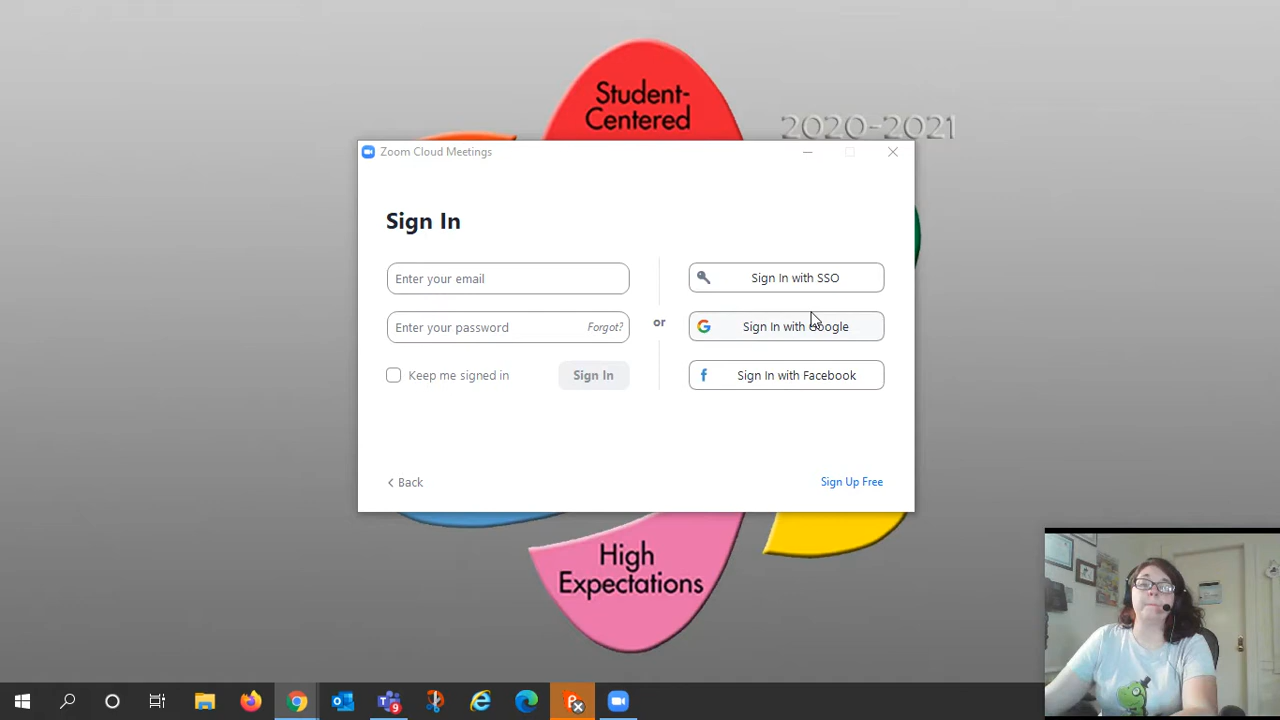 Student-
Centered
2020-2021
Zoom Cloud Meetings
Sign In
Enter your email
Enter your password
Forgot?
Keep me signed in
Sign In
or
Sign In with SSO
Sign In with Google
Sign In with Facebook
Back
Sign Up Free
High
Expectations
9